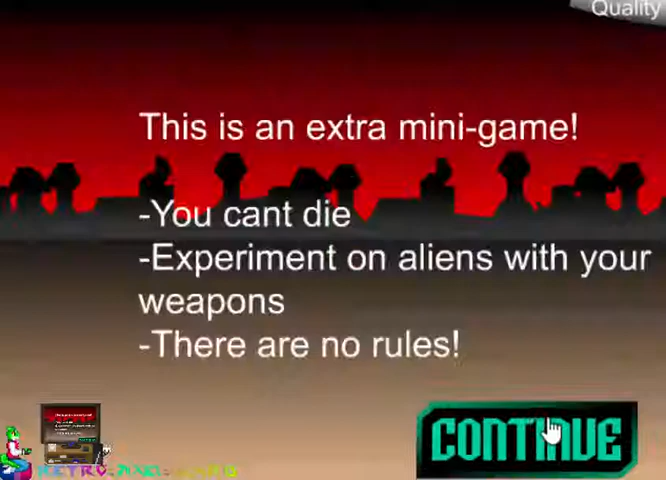 Quality
This is an extra mini-game!
-You cant die
-Experiment on aliens with your
weapons
-There are no rules!
CONTINUE